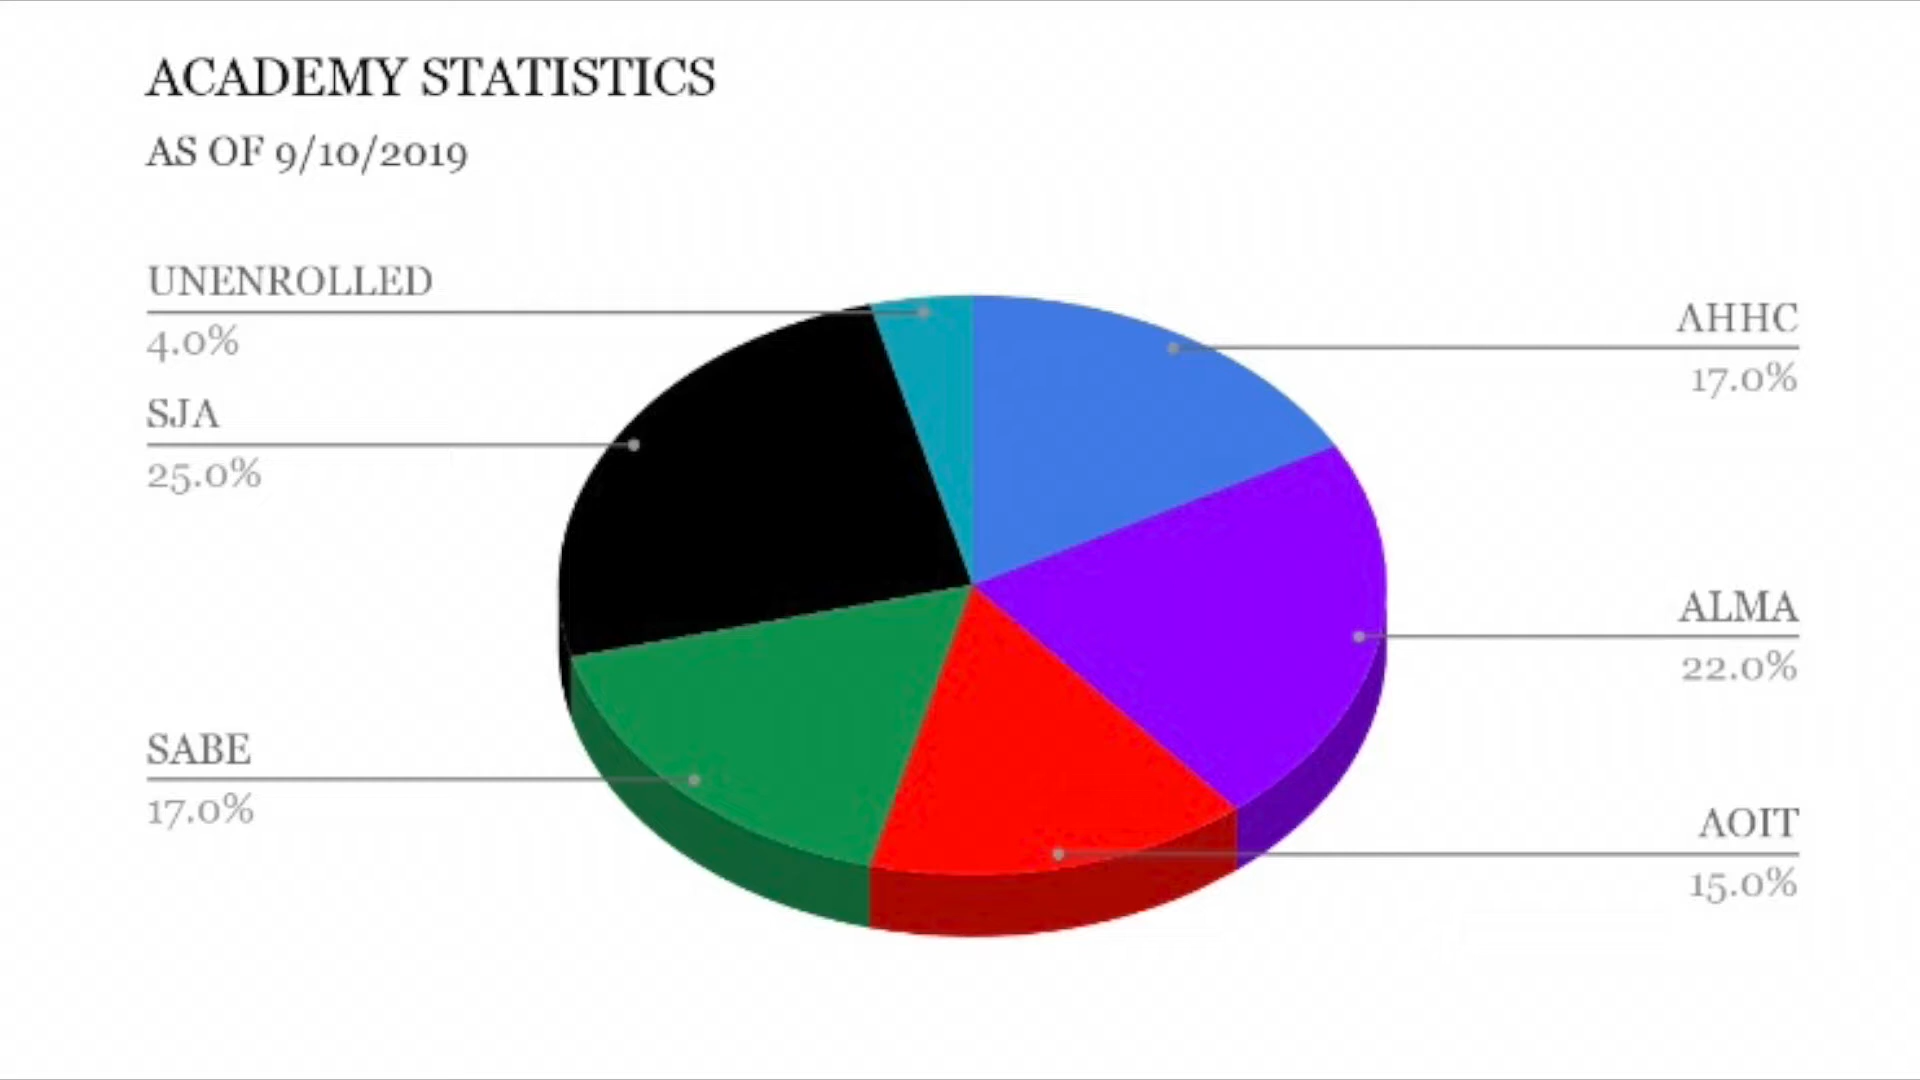 ACADEMY STATISTICS
AS OF 9/10/2019
UNENROLLED
4.0%
SJA
25.0%
SABE
17.0%
AHHC
17.0%
ALMA
22.0%
AOIT
15.0%